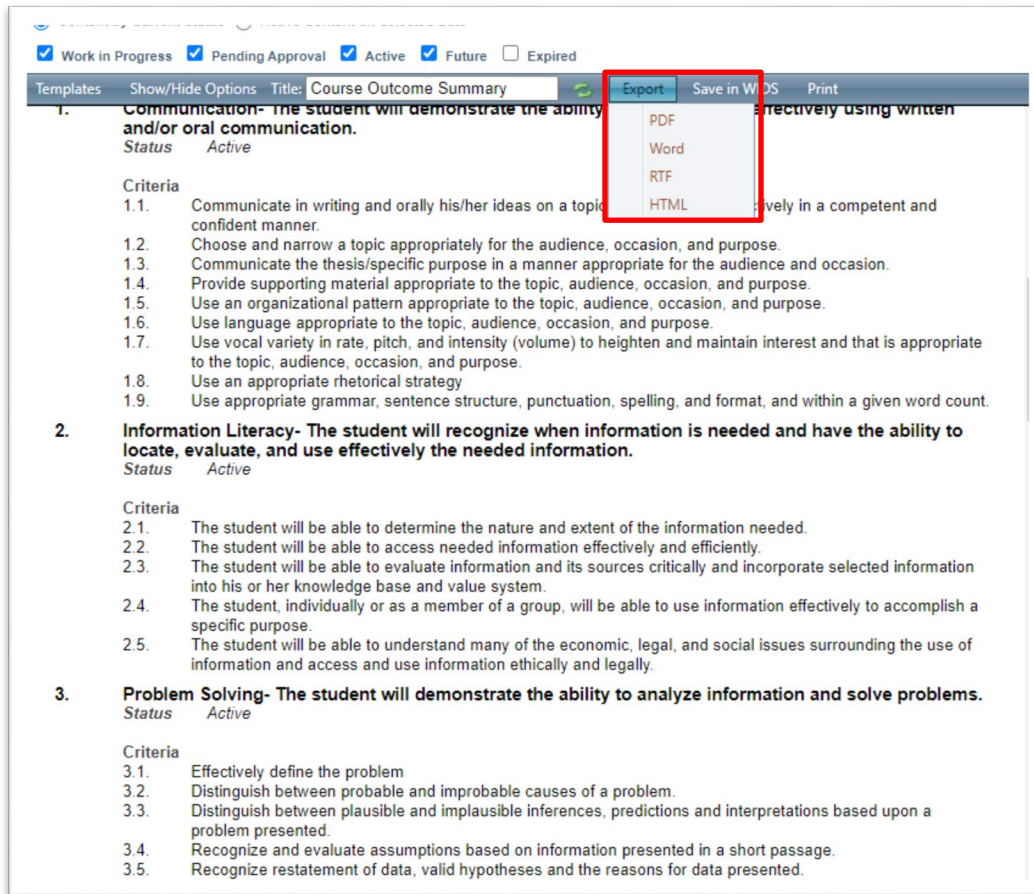 Work in Progress Pending Approval Active Future Expired
Templates Show/Hide Options Title: Course Outcome Summary Export Save in W DS Print
PDF
Word
RTF
HTML
1. Communication- The student will demonstrate the ability effectively using written
and/or oral communication.
Status Active
Criteria
1.1. Communicate in writing and orally his/her ideas on a topic tively in a competent and
confident manner.
1.2. Choose and narrow a topic appropriately for the audience, occasion, and purpose.
1.3. Communicate the thesis/specific purpose in a manner appropriate for the audience and occasion.
1.4. Provide supporting material appropriate to the topic, audience, occasion, and purpose.
1.5. Use an organizational pattern appropriate to the topic, audience, occasion, and purpose.
1.6. Use language appropriate to the topic, audience, occasion, and purpose.
1.7. Use vocal variety in rate, pitch, and intensity (volume) to heighten and maintain interest and that is appropriate
to the topic, audience, occasion, and purpose.
1.8. Use an appropriate rhetorical strategy
1.9. Use appropriate grammar, sentence structure, punctuation, spelling, and format, and within a given word count.
2. Information Literacy- The student will recognize when information is needed and have the ability to
locate, evaluate, and use effectively the needed information.
Status Active
Criteria
2.1. The student will be able to determine the nature and extent of the information needed.
2.2. The student will be able to access needed information effectively and efficiently.
2.3. The student will be able to evaluate information and its sources critically and incorporate selected information
into his or her knowledge base and value system.
2.4. The student, individually or as a member of a group, will be able to use information effectively to accomplish a
specific purpose.
2.5. The student will be able to understand many of the economic, legal, and social issues surrounding the use of
information and access and use information ethically and legally.
3. Problem Solving- The student will demonstrate the ability to analyze information and solve problems.
Status Active
Criteria
3.1. Effectively define the problem
3.2. Distinguish between probable and improbable causes of a problem.
3.3. Distinguish between plausible and implausible inferences, predictions and interpretations based upon a
problem presented.
3.4. Recognize and evaluate assumptions based on information presented in a short passage.
3.5. Recognize restatement of data, valid hypotheses and the reasons for data presented.